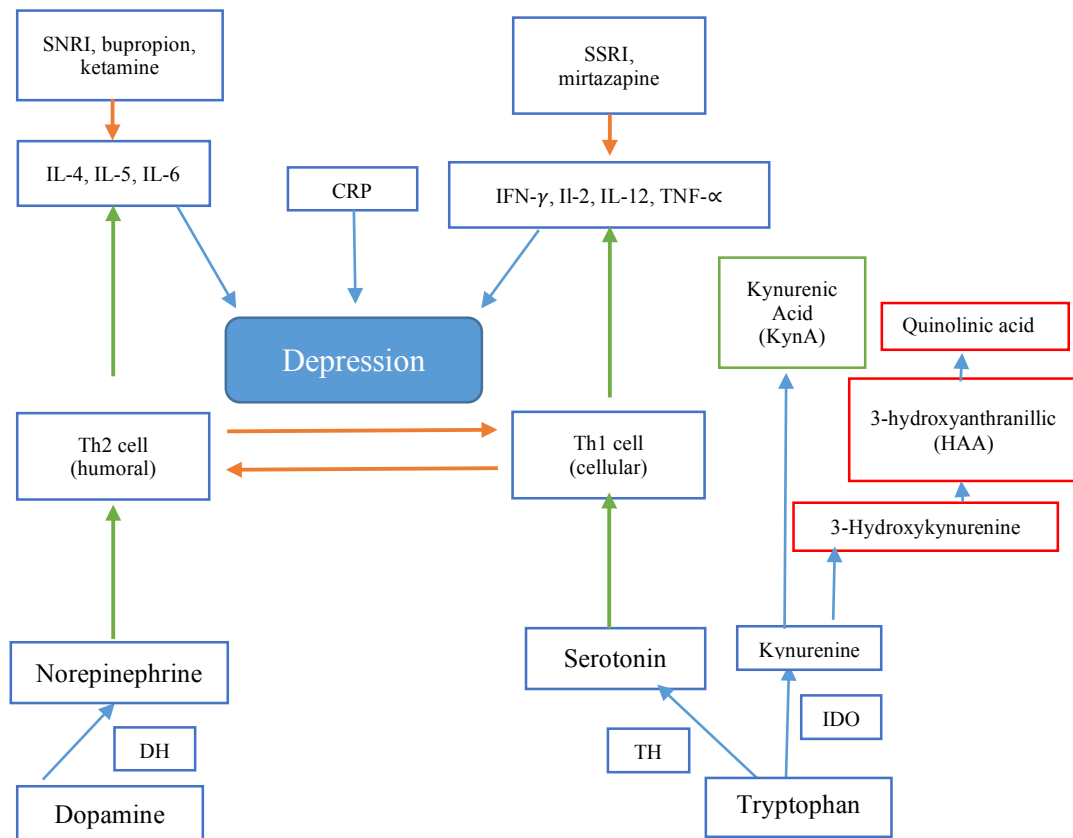 SNRI, bupropion,
ketamine
SSRI,
mirtazapine
IL-4, IL-5, IL-6
CRP
IFN-γ, Il-2, IL-12, TNF-∝
Kynurenic
Acid
(KynA)
Quinolinic acid
Depression
3-hydroxyanthranillic
(HAA)
Th2 cell
(humoral)
Th1 cell
(cellular)
3-Hydroxykynurenine
Norepinephrine
Serotonin
Kynurenine
DH
TH
IDO
Dopamine
Tryptophan